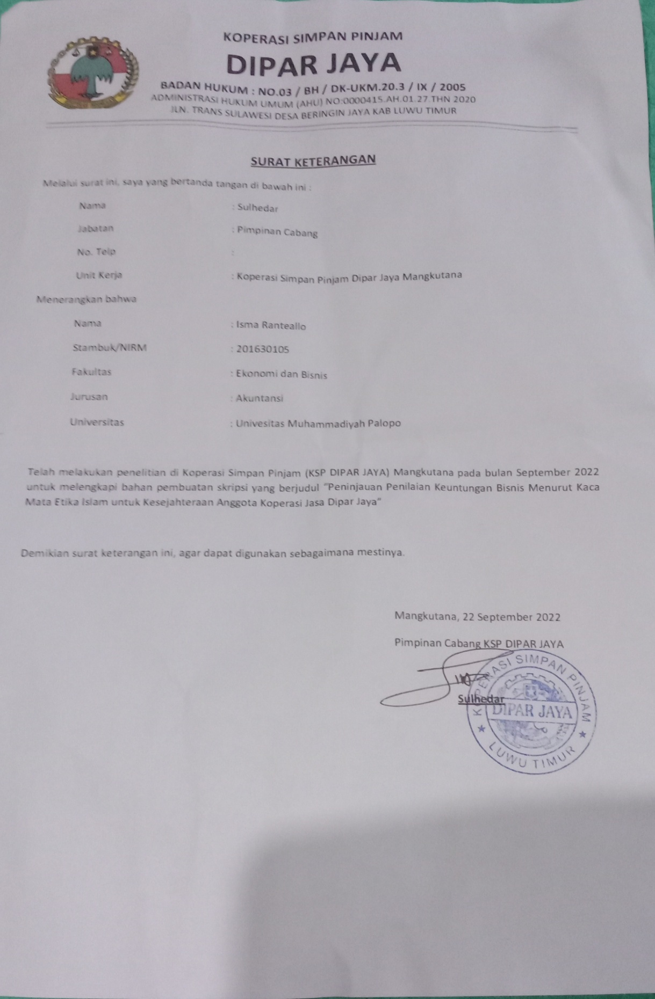 KOPERASI SIMPAN PINJAM
DIPAR JAYA
BADAN HUKUM : NO.03 / BH / DK-UKM.20.3 / IX / 2005
ADMINISTRASI HUKUM UMUM (AHU) NO:0000415.AH.01.27.THN 2020
JLN. TRANS SULAWESI DESA BERINGIN JAYA KAB LUWU TIMUR
SURAT KETERANGAN
Melalui surat ini, saya yang bertanda tangan di bawah ini :
Nama : Sulhedar
Jabatan : Pimpinan Cabang
No. Telp :
Unit Kerja : Koperasi Simpan Pinjam Dipar Jaya Mangkutana
Menerangkan bahwa
Nama : Isma Ranteallo
Stambuk/NIRM : 201630105
Fakultas : Ekonomi dan Bisnis
Jurusan : Akuntansi
Universitas : Univesitas Muhammadiyah Palopo
Telah melakukan penelitian di Koperasi Simpan Pinjam (KSP DIPAR JAYA) Mangkutana pada bulan September 2022
untuk melengkapi bahan pembuatan skripsi yang berjudul "Peninjauan Penilaian Keuntungan Bisnis Menurut Kaca
Mata Etika Islam untuk Kesejahteraan Anggota Koperasi Jasa Dipar Jaya"
Demikian surat keterangan ini, agar dapat digunakan sebagaimana mestinya.
Mangkutana, 22 September 2022
Pimpinan Cabang KSP DIPAR JAYA
Sulhedar
KOPERASI SIMPAN PINJAM
DIPAR JAYA
LUWU TIMUR